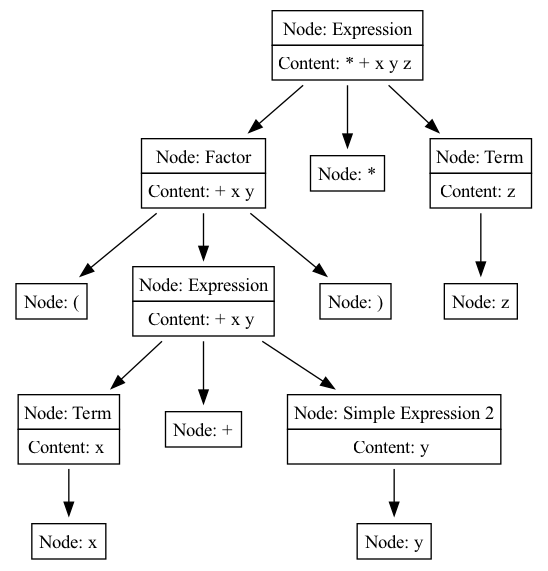 Node: Expression
Content: * + x y z
Node: Factor
Content: + x y
Node: *
Node: Term
Content: z
Node: (
Node: Expression
Content: + x y
Node: )
Node: z
Node: Term
Content: x
Node: +
Node: Simple Expression 2
Content: y
Node: x
Node: y